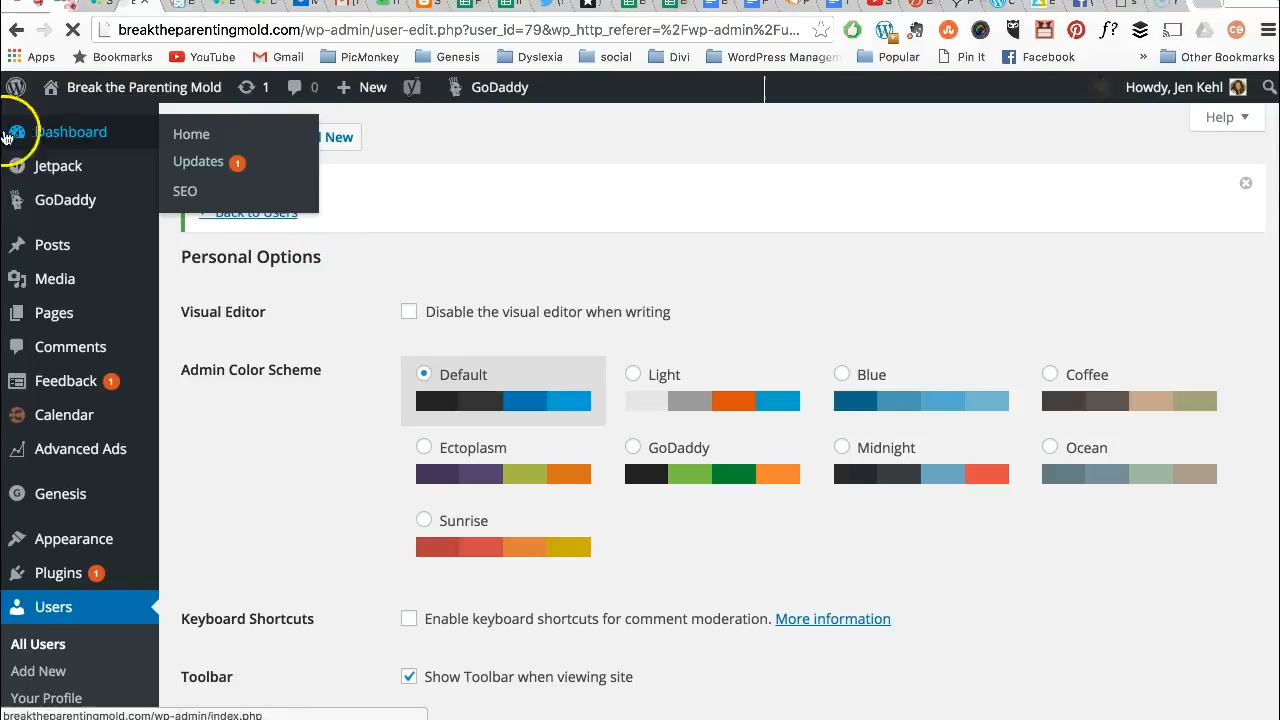 breaktheparentingmold.com/wp-admin/user-edit.php?user_id=79&wp_http_referer=%2Fwp-admin%2Fu...
Apps Bookmarks YouTube Gmail PicMonkey Genesis Dyslexia social Divi WordPress Managem Popular Pin It Facebook » Other Bookmarks
Break the Parenting Mold 1 0 New GoDaddy Howdy, Jen Kehl
Dashboard
Jetpack
GoDaddy
Posts
Media
Pages
Comments
Feedback 1
Calendar
Advanced Ads
Genesis
Appearance
Plugins 1
Users
All Users
Add New
Your Profile
Home
Updates 1
SEO
New
Help
Back to Users
Personal Options
Visual Editor Disable the visual editor when writing
Admin Color Scheme Default Light Blue Coffee
Ectoplasm GoDaddy Midnight Ocean
Sunrise
Keyboard Shortcuts Enable keyboard shortcuts for comment moderation. More information
Toolbar Show Toolbar when viewing site
breaktheparentingmold.com/wp-admin/index.php